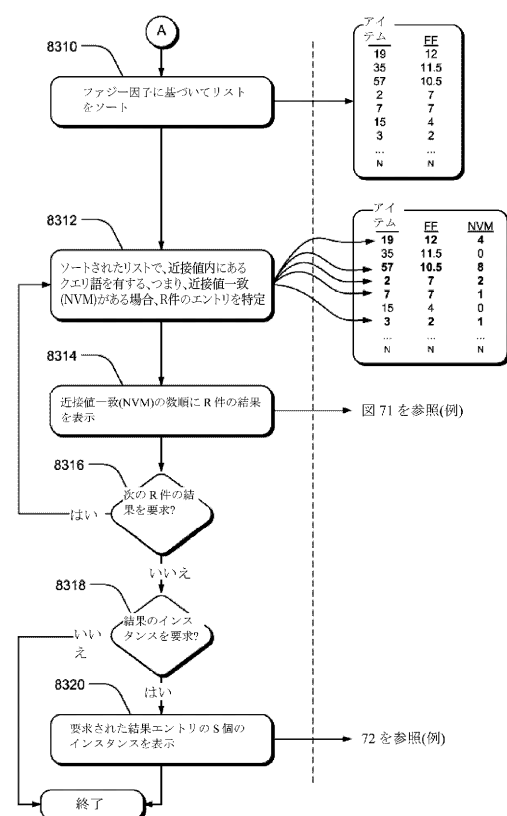 A
8310
ファジー因子に基づいてリスト
をソート
アイ
テム FF
19 12
35 11.5
57 10.5
2 7
7 7
15 4
3 2
... ...
N N
8312
ソートされたリストで、近接値内にある
クエリ語を有する、つまり、近接値一致
(NVM)がある場合、R件のエントリを特定
アイ
テム FF NVM
19 12 4
35 11.5 0
57 10.5 8
2 7 2
7 7 1
15 4 0
3 2 1
... ... ...
N N N
8314
近接値一致(NVM)の数順に R 件の結果
を表示
図 71 を参照(例)
8316
次の R 件の結
果を要求?
はい
いいえ
8318
結果のインス
タンスを要求?
いい
え
はい
8320
要求された結果エントリの S 個の
インスタンスを表示
72 を参照(例)
終了